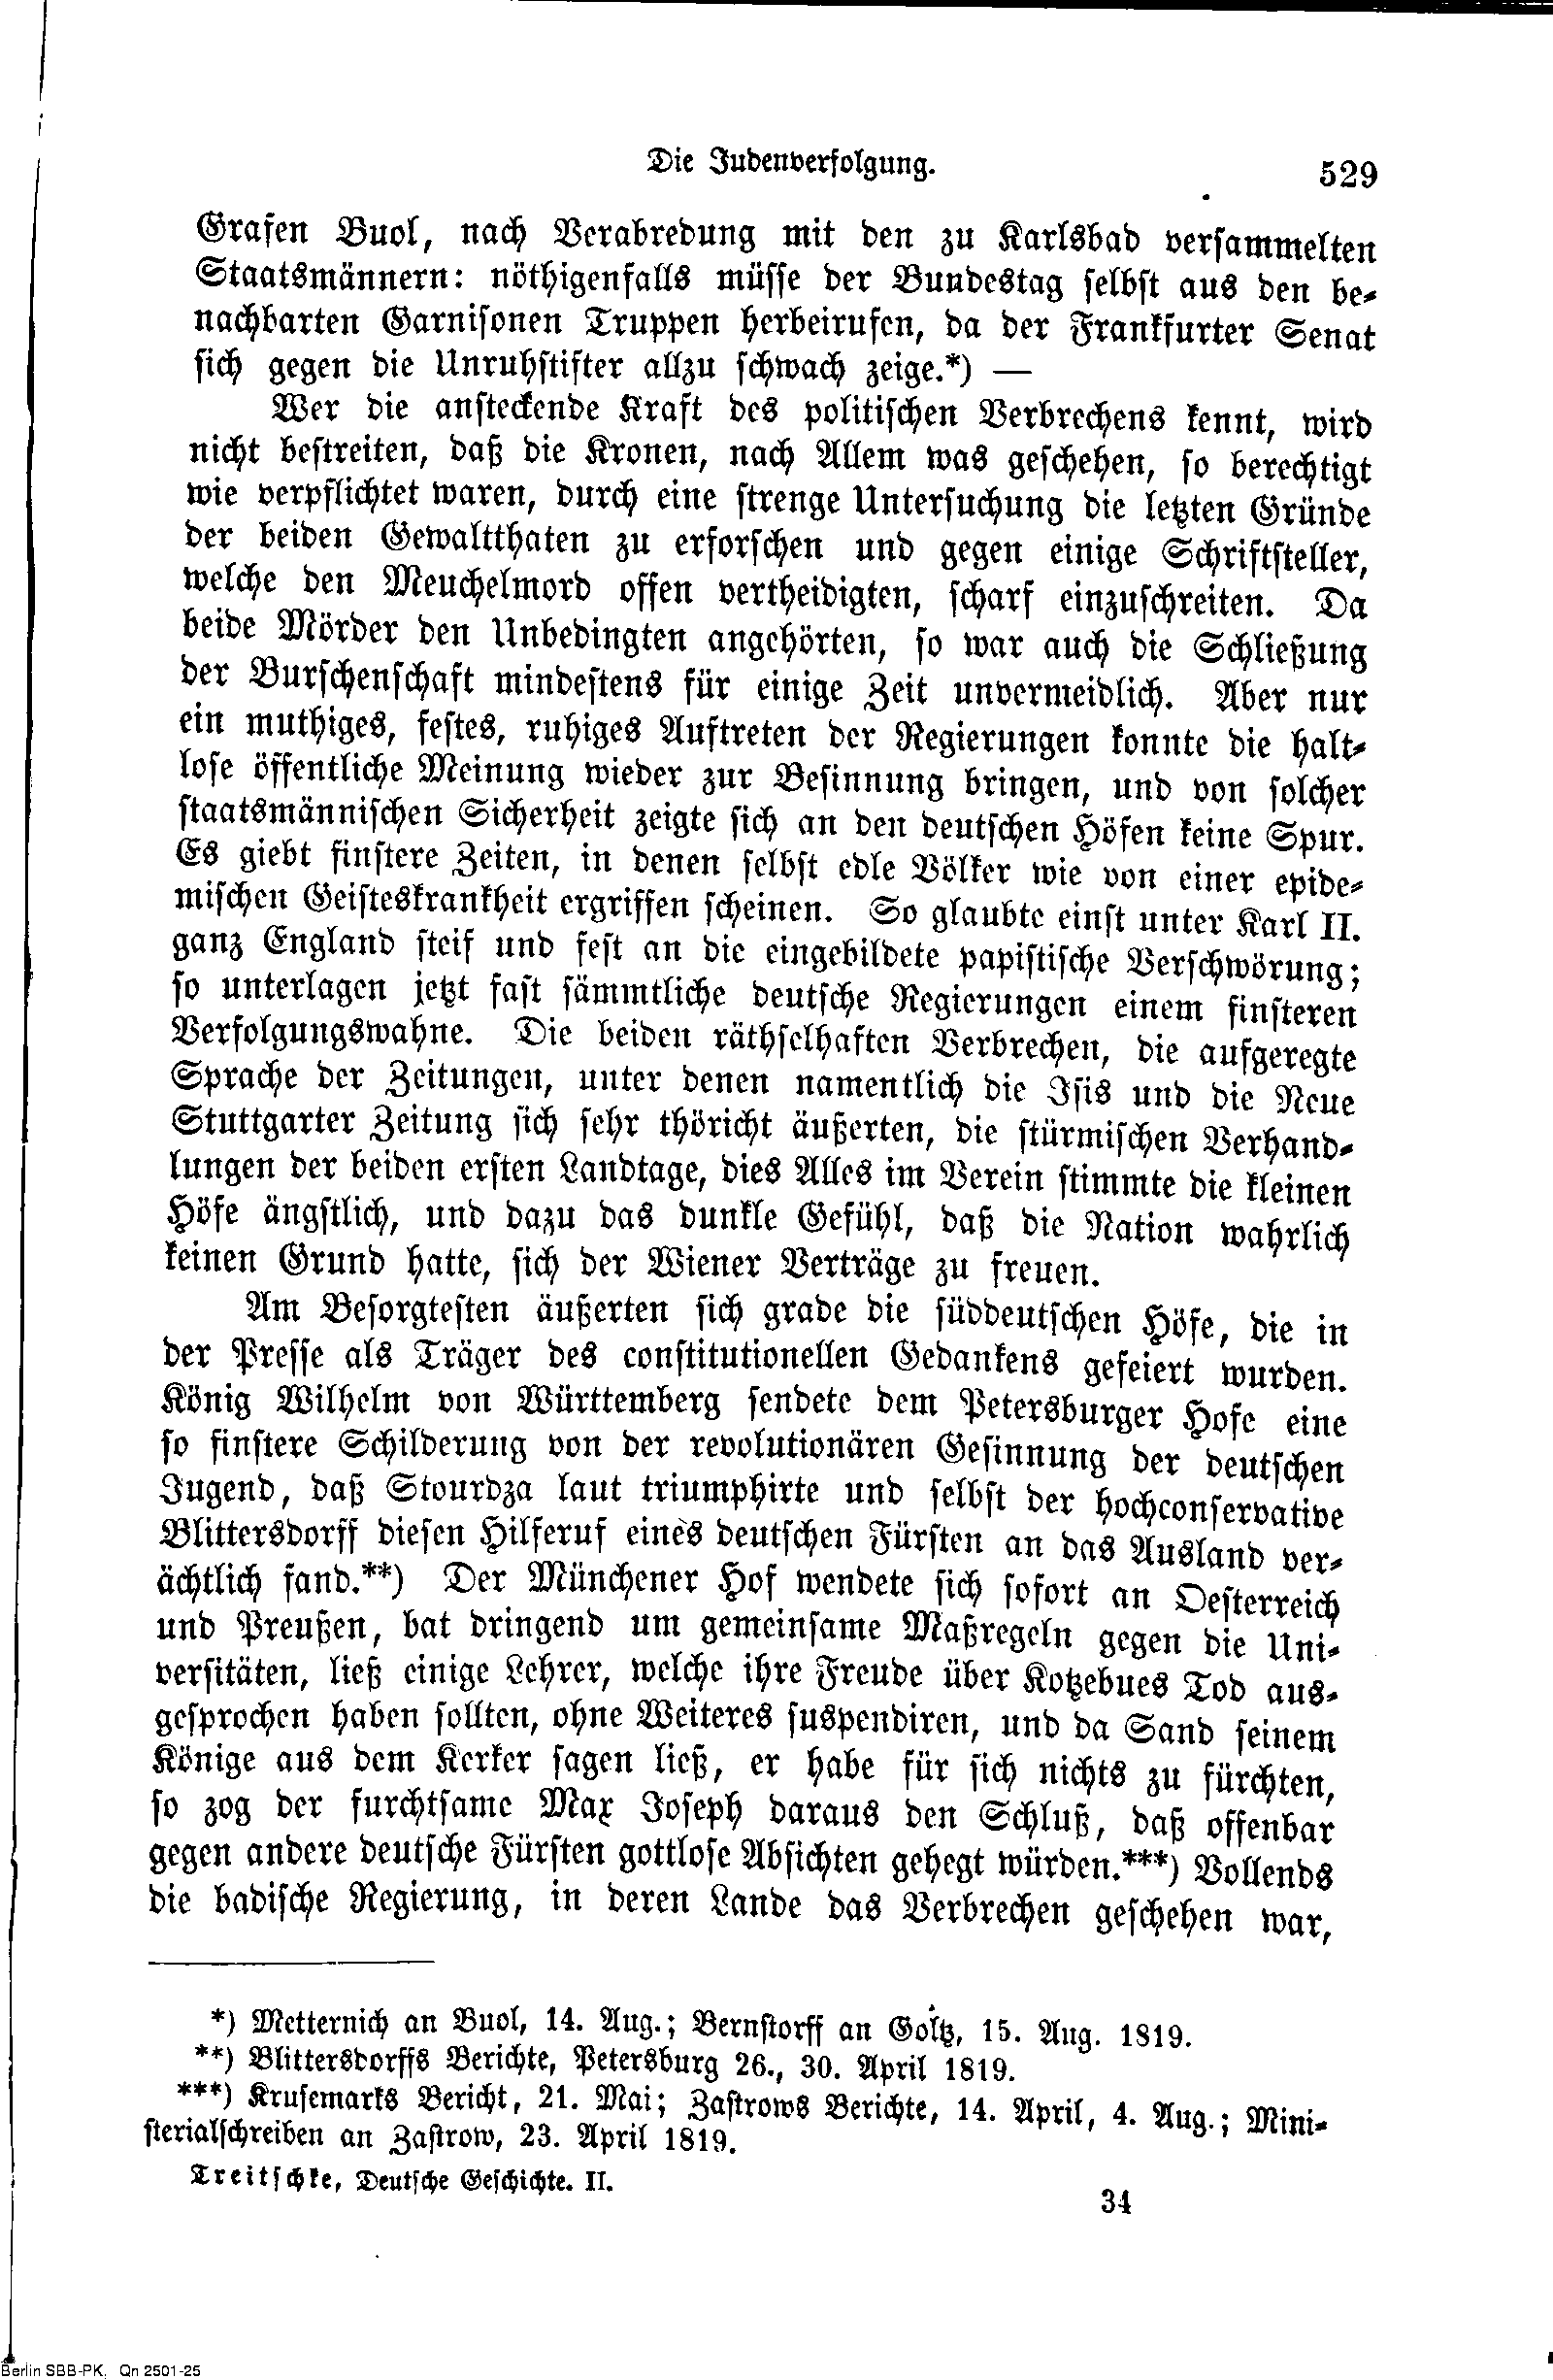 Die Judenverfolgung. 529
Grafen Buol, nach Verabredung mit den zu Karlsbad versammelten
Staatsmännern: nöthigenfalls müsse der Bundestag selbst aus den be-
nachbarten Garnisonen Truppen herbeirufen, da der Frankfurter Senat
sich gegen die Unruhstifter allzu schwach zeige.*) —
Wer die ansteckende Kraft des politischen Verbrechens kennt, wird
nicht bestreiten, daß die Kronen, nach Allem was geschehen, so berechtigt
wie verpflichtet waren, durch eine strenge Untersuchung die letzten Gründe
der beiden Gewaltthaten zu erforschen und gegen einige Schriftsteller,
welche den Meuchelmord offen vertheidigten, scharf einzuschreiten. Da
beide Mörder den Unbedingten angehörten, so war auch die Schließung
der Burschenschaft mindestens für einige Zeit unvermeidlich. Aber nur
ein muthiges, festes, ruhiges Auftreten der Regierungen konnte die halt-
lose öffentliche Meinung wieder zur Besinnung bringen, und von solcher
staatsmännischen Sicherheit zeigte sich an den deutschen Höfen keine Spur.
Es giebt finstere Zeiten, in denen selbst edle Völker wie von einer epide-
mischen Geisteskrankheit ergriffen scheinen. So glaubte einst unter Karl II.
ganz England steif und fest an die eingebildete papistische Verschwörung;
so unterlagen jetzt fast sämmtliche deutsche Regierungen einem finsteren
Verfolgungswahne. Die beiden räthselhaften Verbrechen, die aufgeregte
Sprache der Zeitungen, unter denen namentlich die Isis und die Neue
Stuttgarter Zeitung sich sehr thöricht äußerten, die stürmischen Verhand-
lungen der beiden ersten Landtage, dies Alles im Verein stimmte die kleinen
Höfe ängstlich, und dazu das dunkle Gefühl, daß die Nation wahrlich
keinen Grund hatte, sich der Wiener Verträge zu freuen.
Am Besorgtesten äußerten sich grade die süddeutschen Höfe, die in
der Presse als Träger des constitutionellen Gedankens gefeiert wurden.
König Wilhelm von Württemberg sendete dem Petersburger Hofe eine
so finstere Schilderung von der revolutionären Gesinnung der deutschen
Jugend, daß Stourdza laut triumphirte und selbst der hochconservative
Blittersdorff diesen Hilferuf eines deutschen Fürsten an das Ausland ver-
ächtlich fand.**) Der Münchener Hof wendete sich sofort an Oesterreich
und Preußen, bat dringend um gemeinsame Maßregeln gegen die Uni-
versitäten, ließ einige Lehrer, welche ihre Freude über Kotzebues Tod aus-
gesprochen haben sollten, ohne Weiteres suspendiren, und da Sand seinem
Könige aus dem Kerker sagen ließ, er habe für sich nichts zu fürchten,
so zog der furchtsame Max Joseph daraus den Schluß, daß offenbar
gegen andere deutsche Fürsten gottlose Absichten gehegt würden.***) Vollends
die badische Regierung, in deren Lande das Verbrechen geschehen war,
*) Metternich an Buol, 14. Aug.; Bernstorff an Goltz, 15. Aug. 1819.
**) Blittersdorffs Berichte, Petersburg 26., 30. April 1819.
***) Krusemarks Bericht, 21. Mai; Zastrows Berichte, 14. April, 4. Aug.; Mini-
sterialschreiben an Zastrow, 23. April 1819.
Treitschke, Deutsche Geschichte. II. 34
Berlin SBB-PK, Qn 2501-25